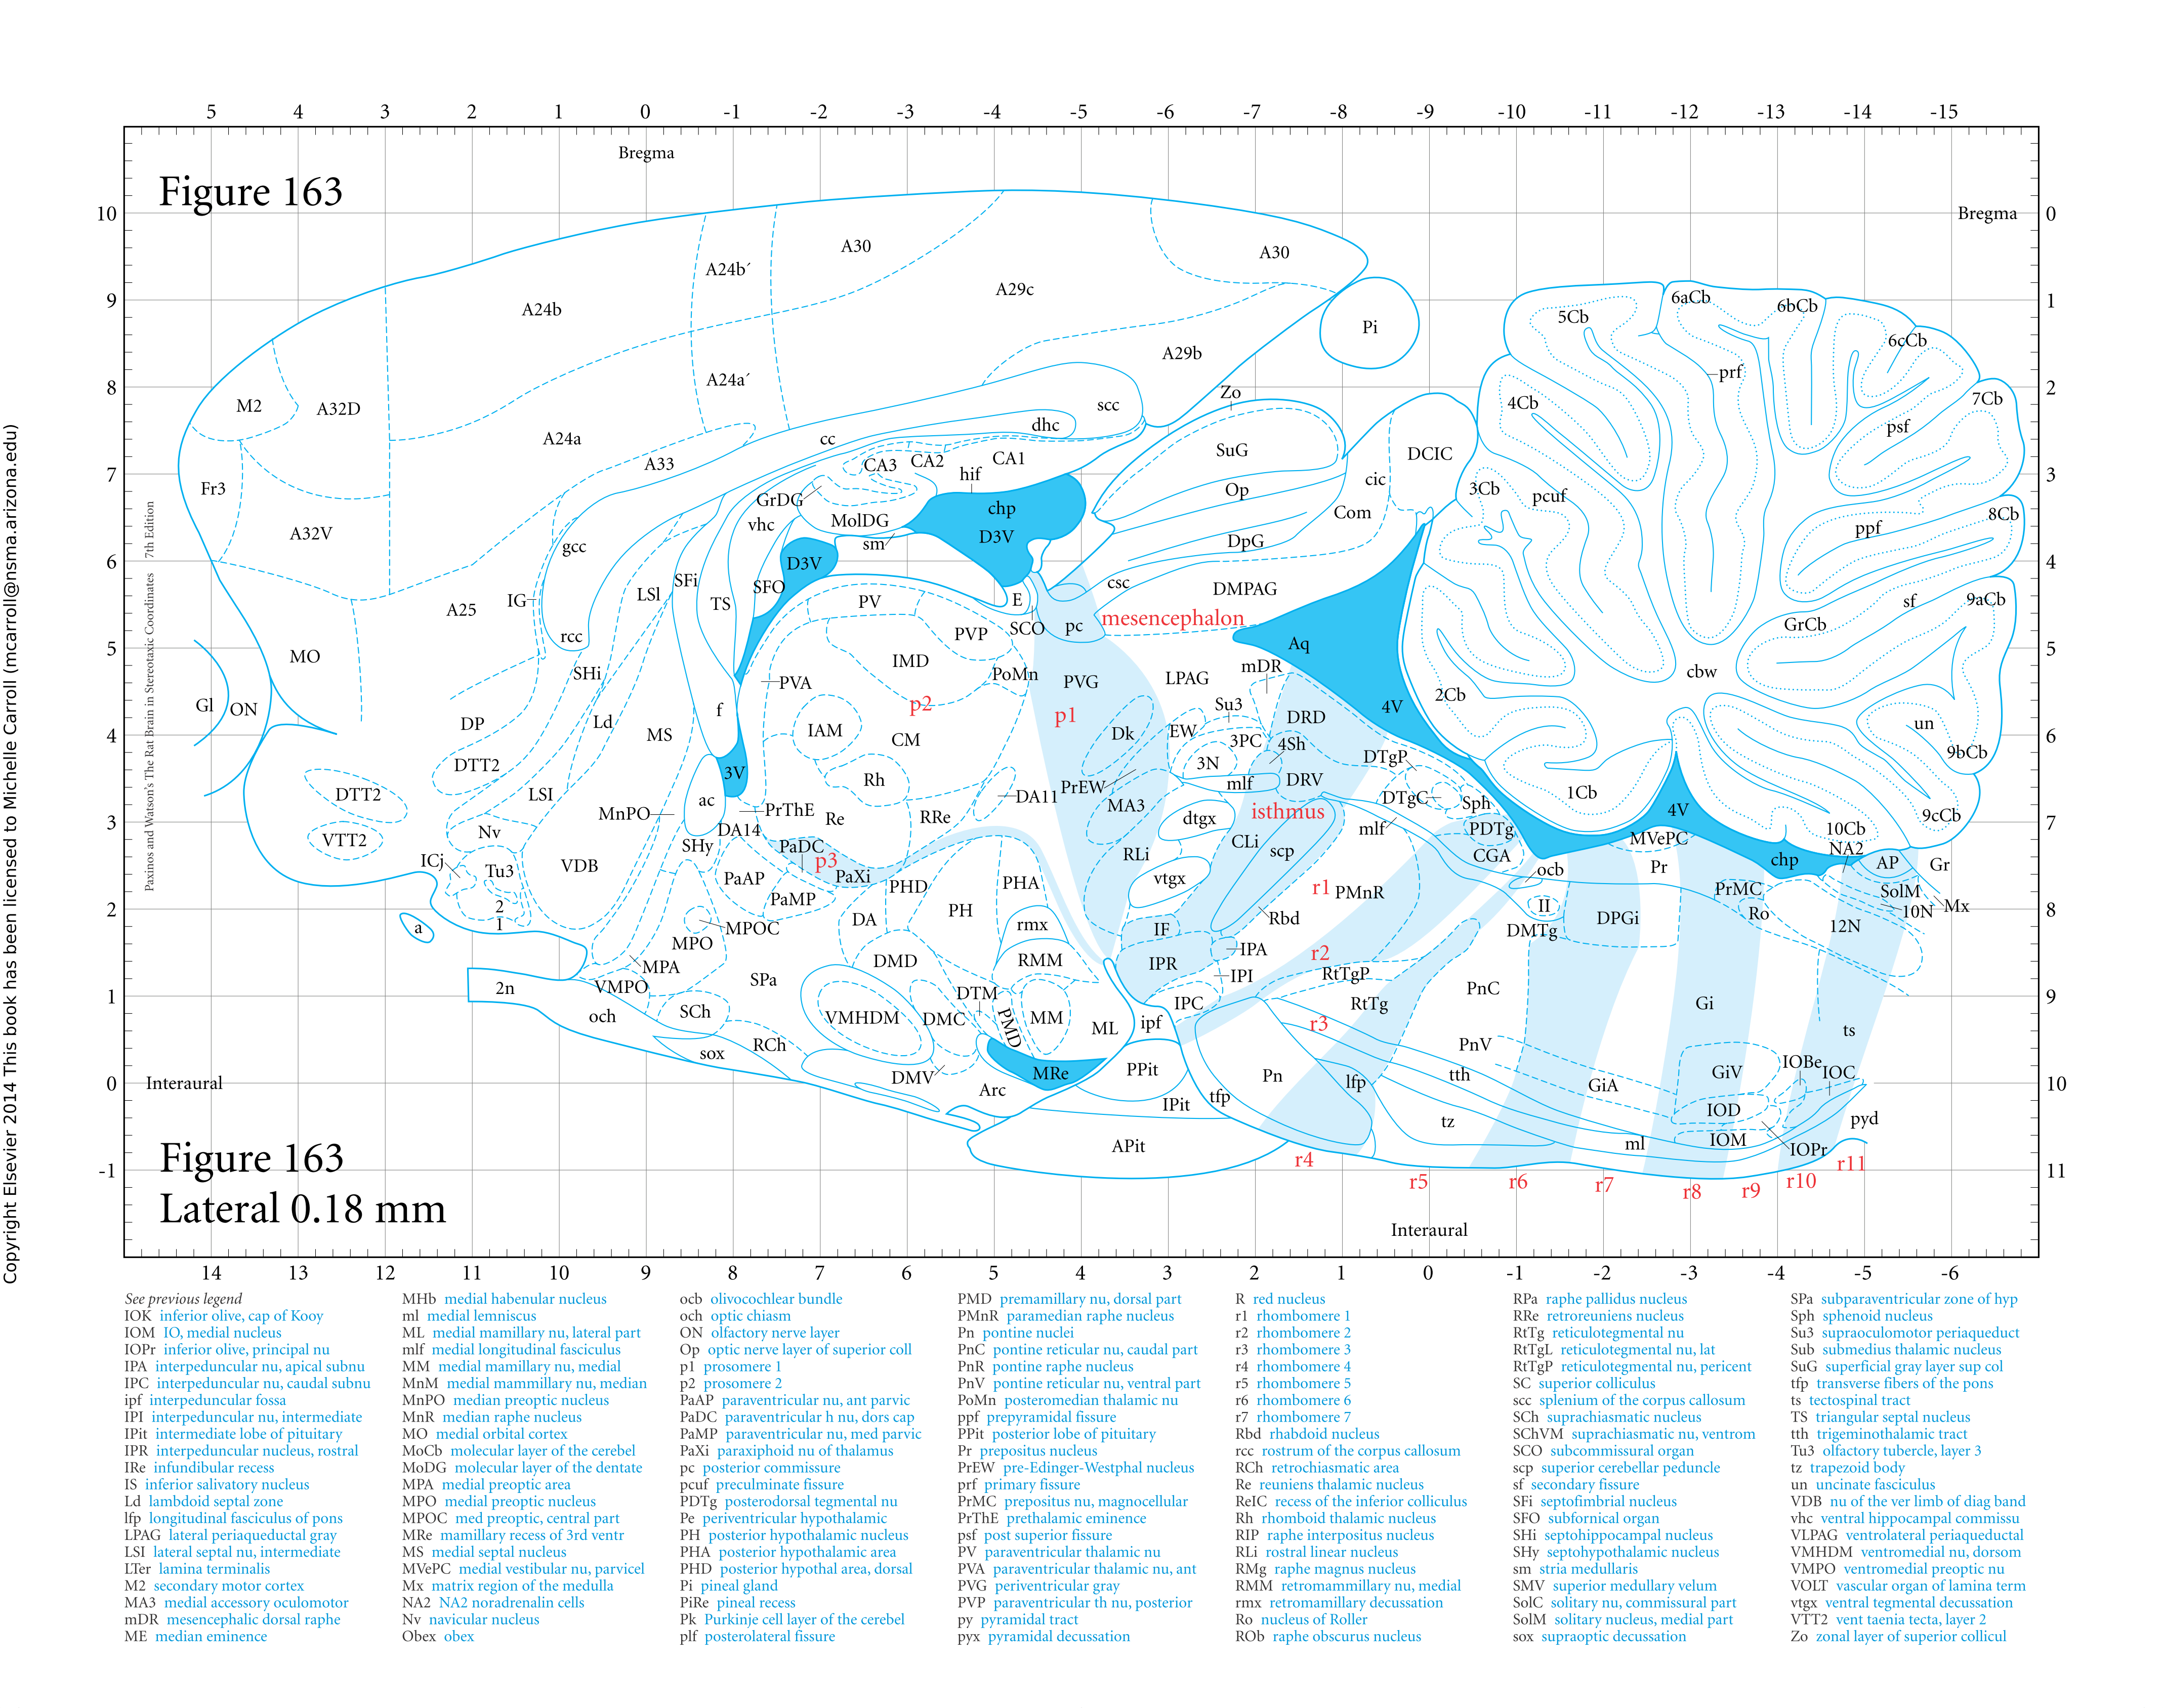 5 4 3 2 1 0 -1 -2 -3 -4 -5 -6 -7 -8 -9 -10 -11 -12 -13 -14 -15
Bregma
Figure 163
10 0
Bregma
A30 A30
A24b´
A29c
9 1
A24b
6aCb 6bCb
5Cb
Pi
6cCb
A29b
prf
A24a´
8 2
Zo
7Cb
M2 A32D
scc
4Cb
dhc
psf
A24a
cc
SuG
DCIC
A33
CA3 CA2 CA1
7 3
hif
cic
Fr3
Op
3Cb pcuf
GrDG
chp
Com
8Cb
vhc MolDG
ppf
A32V
D3V
DpG
sm
gcc
6 4
D3V
SFi SFO
csc
DMPAG
LSl
IG
TS
PV
E
sf 9aCb
A25
mesencephalon
GrCb
rcc
PVP SCO pc
5 5
Aq
MO
IMD
mDR
cbw
SHi
PoMn
PVA
PVG
LPAG
Gl ON
p2
4V 2Cb
f
Su3
p1
DRD
un
DP Ld
IAM
EW
MS
Dk
3PC
4 6
CM
4Sh
9bCb
DTT2
3N
DTgP
3V
Rh
PrEW
mlf
DRV
LSI
1Cb
DTT2
ac
DA11
MA3
DTgC
Sph
MnPO
PrThE
4V
isthmus
Re RRe
dtgx
9cCb
3 7
Nv
DA14
mlf
PDTg
10Cb
VTT2
SHy
PaDC
CLi
MVePC
NA2
ICj
p3
RLi
scp
CGA
chp
AP Gr
Tu3
VDB
PaXi
ocb
Pr
PaAP
vtgx
PHD
PHA
r1 PMnR
PrMC
SolM
2
PaMP
PH
II
Mx
2 8
1
DA
Rbd
DPGi
Ro
10N
a
MPOC
rmx
IF
DMTg
12N
MPO
r2
IPA
DMD
RMM
IPR
MPA
SPa
IPI
RtTgP
2n
VMPO
DTM
PnC
1 9
IPC
RtTg
Gi
och
SCh
VMHDM
DMC
PMD
MM
ML
ipf
r3
ts
RCh
PnV
sox
IOBe
MRe
PPit
tth
GiV
IOC
DMV
Pn
Interaural 0 10
lfp
GiA
Arc
tfp
IPit
IOD
tz
pyd
APit
ml
IOM
IOPr
Figure 163
r4
r11
-1 11
r5 r6 r7 r8 r9 r10
Lateral 0.18 mm
Interaural
14 13 12 11 10 9 8 7 6 5 4 3 2 1 0 -1 -2 -3 -4 -5 -6
Copyright Elsevier 2014 This book has been licensed to Michelle Carroll (mcarroll@nsma.arizona.edu)
Paxinos and Watson's The Rat Brain in Stereotaxic Coordinates 7th Edition
See previous legend
IOK inferior olive, cap of Kooy
IOM IO, medial nucleus
IOPr inferior olive, principal nu
IPA interpeduncular nu, apical subnu
IPC interpeduncular nu, caudal subnu
ipf interpeduncular fossa
IPI interpeduncular nu, intermediate
IPit intermediate lobe of pituitary
IPR interpeduncular nucleus, rostral
IRe infundibular recess
IS inferior salivatory nucleus
Ld lambdoid septal zone
lfp longitudinal fasciculus of pons
LPAG lateral periaqueductal gray
LSI lateral septal nu, intermediate
LTer lamina terminalis
M2 secondary motor cortex
MA3 medial accessory oculomotor
mDR mesencephalic dorsal raphe
ME median eminence
MHb medial habenular nucleus
ml medial lemniscus
ML medial mamillary nu, lateral part
mlf medial longitudinal fasciculus
MM medial mamillary nu, medial
MnM medial mammillary nu, median
MnPO median preoptic nucleus
MnR median raphe nucleus
MO medial orbital cortex
MoCb molecular layer of the cerebel
MoDG molecular layer of the dentate
MPA medial preoptic area
MPO medial preoptic nucleus
MPOC med preoptic, central part
MRe mamillary recess of 3rd ventr
MS medial septal nucleus
MVePC medial vestibular nu, parvicel
Mx matrix region of the medulla
NA2 NA2 noradrenalin cells
Nv navicular nucleus
Obex obex
ocb olivocochlear bundle
och optic chiasm
ON olfactory nerve layer
Op optic nerve layer of superior coll
p1 prosomere 1
p2 prosomere 2
PaAP paraventricular nu, ant parvic
PaDC paraventricular h nu, dors cap
PaMP paraventricular nu, med parvic
PaXi paraxiphoid nu of thalamus
pc posterior commissure
pcuf preculminate fissure
PDTg posterodorsal tegmental nu
Pe periventricular hypothalamic
PH posterior hypothalamic nucleus
PHA posterior hypothalamic area
PHD posterior hypothal area, dorsal
Pi pineal gland
PiRe pineal recess
Pk Purkinje cell layer of the cerebel
plf posterolateral fissure
PMD premamillary nu, dorsal part
PMnR paramedian raphe nucleus
Pn pontine nuclei
PnC pontine reticular nu, caudal part
PnR pontine raphe nucleus
PnV pontine reticular nu, ventral part
PoMn posteromedian thalamic nu
ppf prepyramidal fissure
PPit posterior lobe of pituitary
Pr prepositus nucleus
PrEW pre-Edinger-Westphal nucleus
prf primary fissure
PrMC prepositus nu, magnocellular
PrThE prethalamic eminence
psf post superior fissure
PV paraventricular thalamic nu
PVA paraventricular thalamic nu, ant
PVG periventricular gray
PVP paraventricular th nu, posterior
py pyramidal tract
pyx pyramidal decussation
R red nucleus
r1 rhombomere 1
r2 rhombomere 2
r3 rhombomere 3
r4 rhombomere 4
r5 rhombomere 5
r6 rhombomere 6
r7 rhombomere 7
Rbd rhabdoid nucleus
rcc rostrum of the corpus callosum
RCh retrochiasmatic area
Re reuniens thalamic nucleus
ReIC recess of the inferior colliculus
Rh rhomboid thalamic nucleus
RIP raphe interpositus nucleus
RLi rostral linear nucleus
RMg raphe magnus nucleus
RMM retromammillary nu, medial
rmx retromamillary decussation
Ro nucleus of Roller
ROb raphe obscurus nucleus
RPa raphe pallidus nucleus
RRe retroreuniens nucleus
RtTg reticulotegmental nu
RtTgL reticulotegmental nu, lat
RtTgP reticulotegmental nu, pericent
SC superior colliculus
scc splenium of the corpus callosum
SCh suprachiasmatic nucleus
SChVM suprachiasmatic nu, ventrom
SCO subcommissural organ
scp superior cerebellar peduncle
sf secondary fissure
SFi septofimbrial nucleus
SFO subfornical organ
SHi septohippocampal nucleus
SHy septohypothalamic nucleus
sm stria medullaris
SMV superior medullary velum
SolC solitary nu, commissural part
SolM solitary nucleus, medial part
sox supraoptic decussation
SPa subparaventricular zone of hyp
Sph sphenoid nucleus
Su3 supraoculomotor periaqueduct
Sub submedius thalamic nucleus
SuG superficial gray layer sup col
tfp transverse fibers of the pons
ts tectospinal tract
TS triangular septal nucleus
tth trigeminothalamic tract
Tu3 olfactory tubercle, layer 3
tz trapezoid body
un uncinate fasciculus
VDB nu of the ver limb of diag band
vhc ventral hippocampal commissu
VLPAG ventrolateral periaqueductal
VMHDM ventromedial nu, dorsom
VMPO ventromedial preoptic nu
VOLT vascular organ of lamina term
vtgx ventral tegmental decussation
VTT2 vent taenia tecta, layer 2
Zo zonal layer of superior collicul